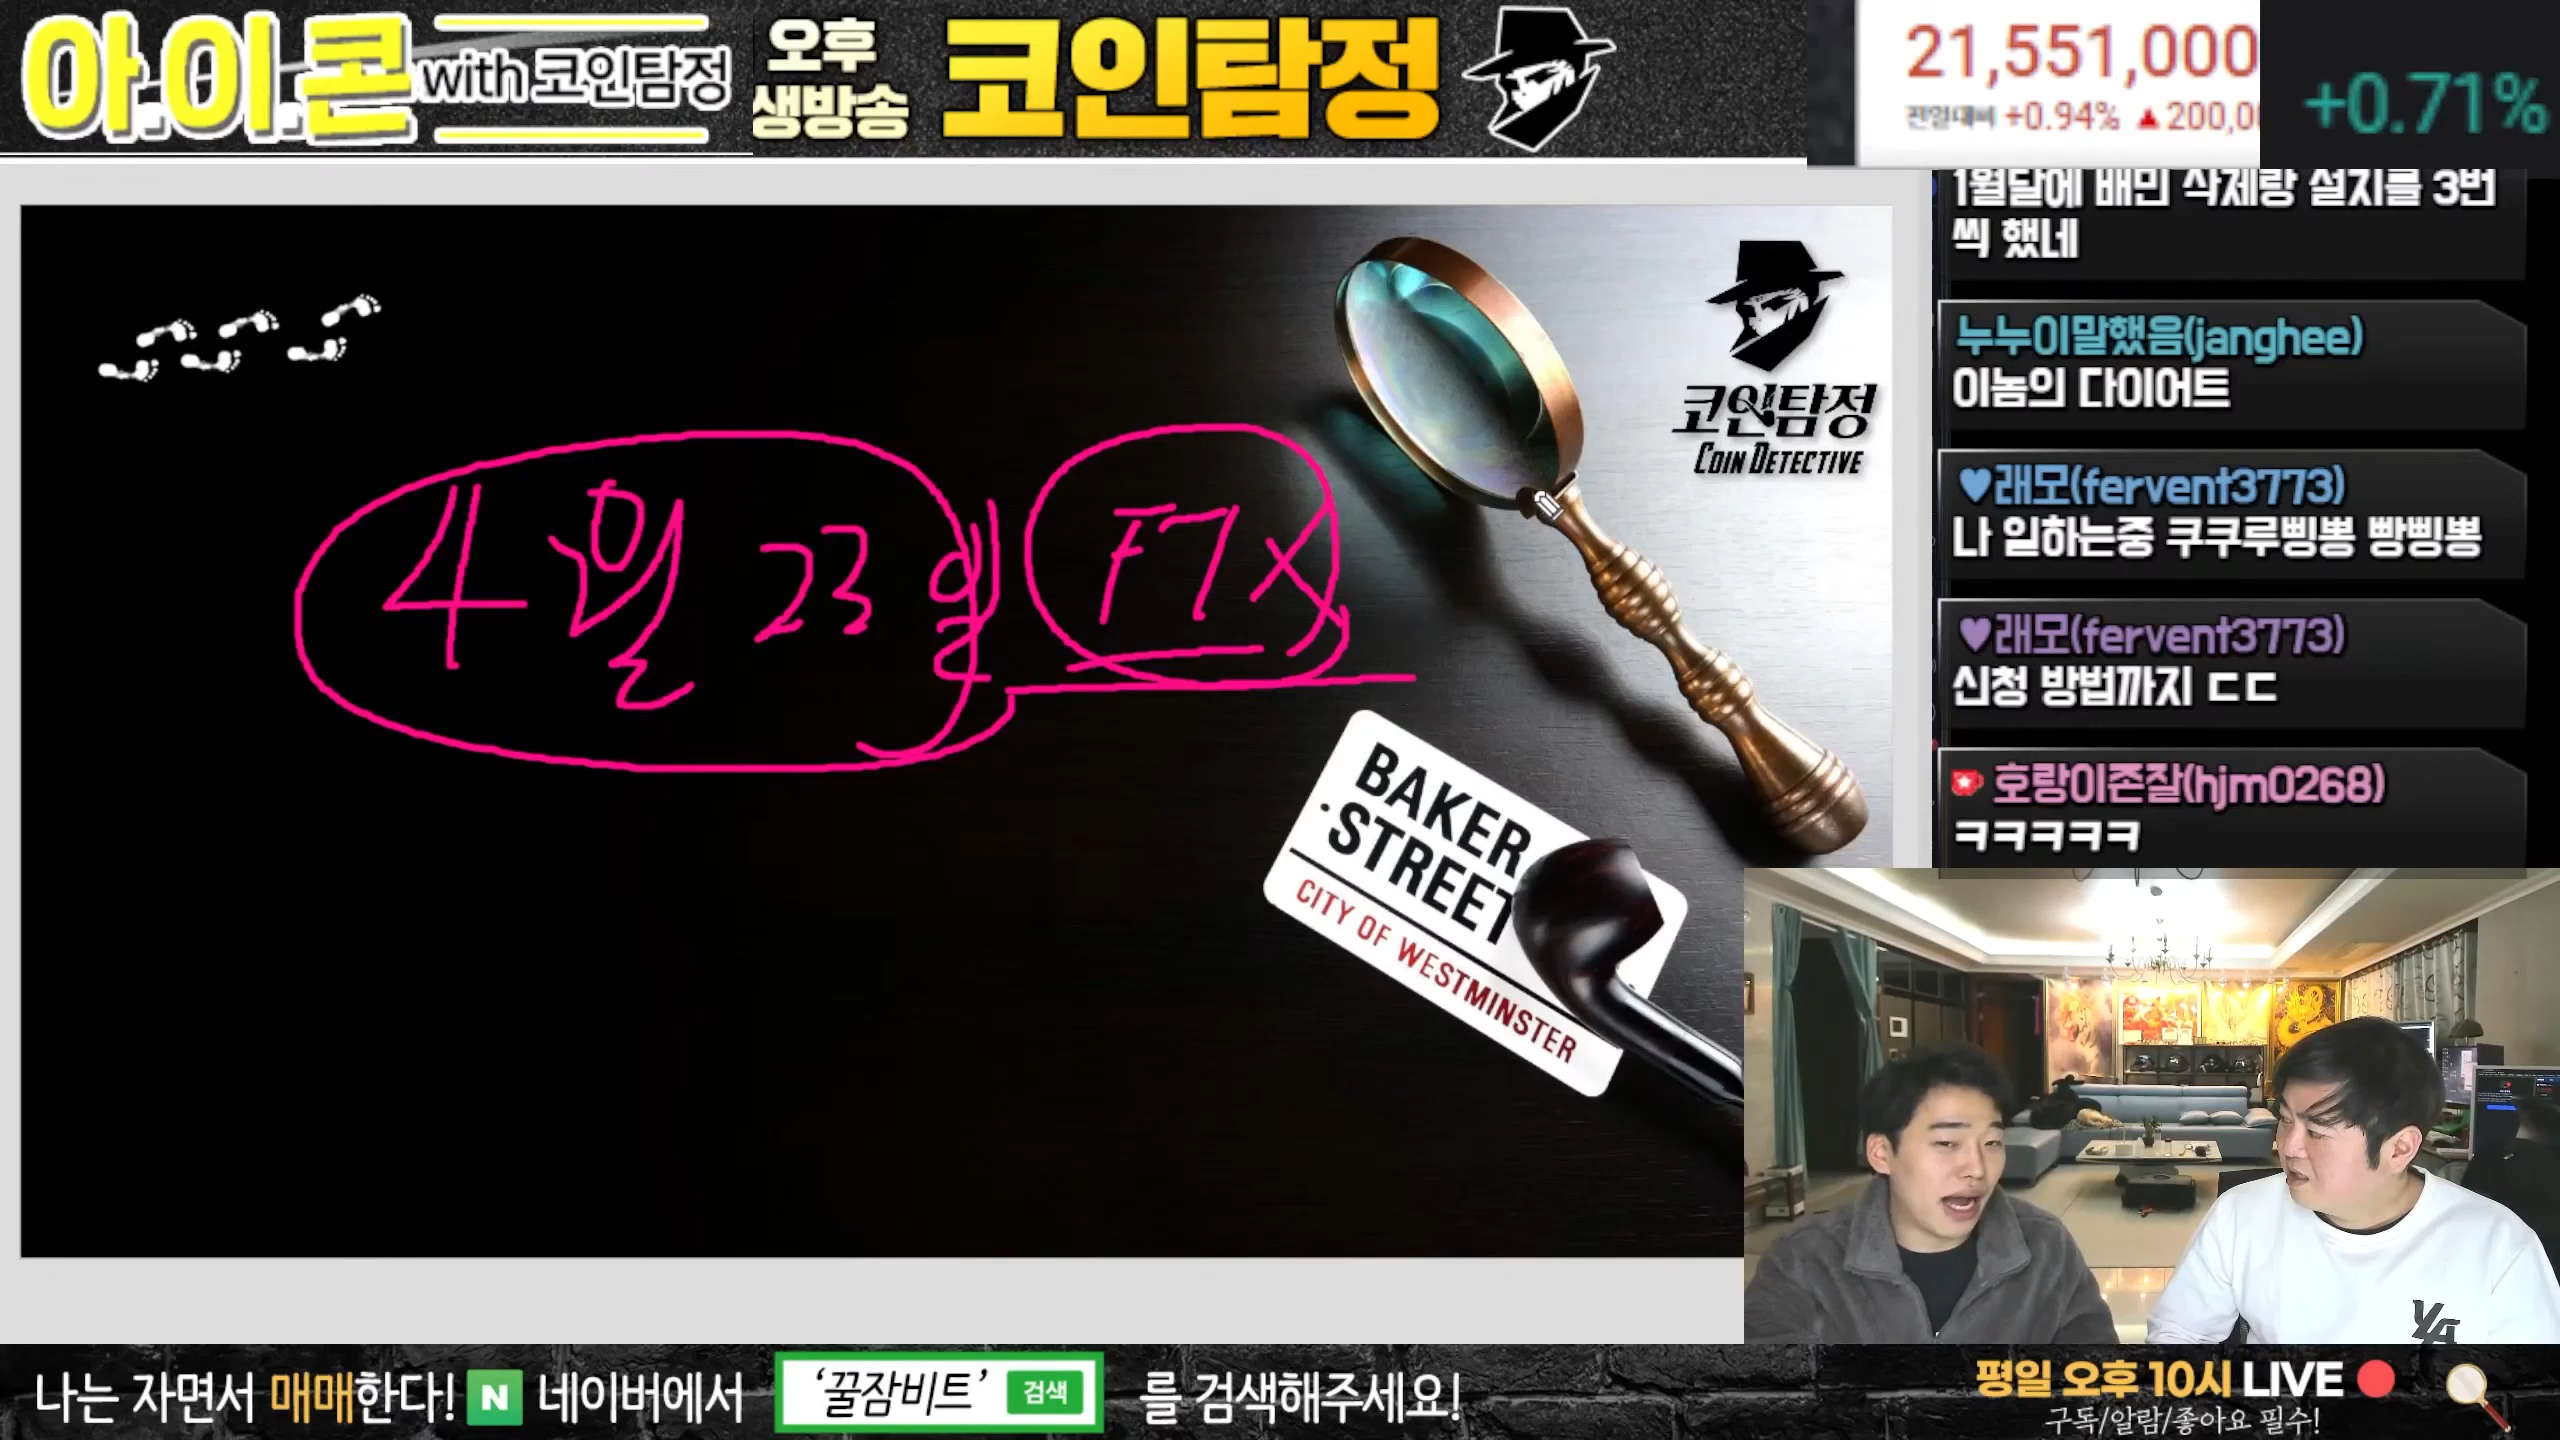 아이콘 with 코인탐정
오후
생방송
코인탐정
21,551,000
전일대비 +0.94% ▲200,0
+0.71%
1월달에 배민 삭제랑 설치를 3번
씩 했네
누누이말했음(janghee)
이놈의 다이어트
♥래모(fervent3773)
나 일하는중 쿠쿠루삥뽕 빵삥뽕
♥래모(fervent3773)
신청 방법까지 ㄷㄷ
호랑이존잘(hjm0268)
ㅋㅋㅋㅋㅋ
코인탐정
COIN DETECTIVE
4월 23일 FTX
BAKER
STREET
CITY OF WESTMINSTER
나는 자면서 매매한다! N 네이버에서 '꿀잠비트' 검색 를 검색해주세요!
평일 오후 10시 LIVE
구독/알람/좋아요 필수!